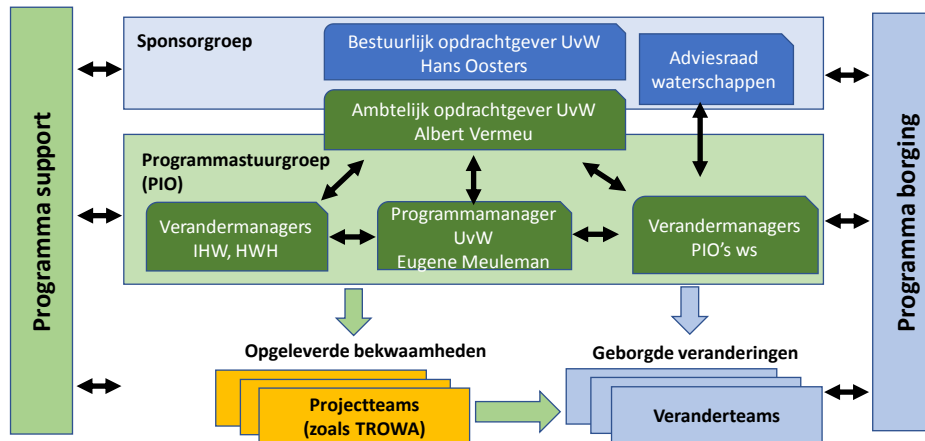 Programma support
Sponsorgroep
Bestuurlijk opdrachtgever UvW
Hans Oosters
Adviesraad
waterschappen
Ambtelijk opdrachtgever UvW
Albert Vermeu
Programmastuurgroep
(PIO)
Verandermanagers
IHW, HWH
Programmamanager
UvW
Eugene Meuleman
Verandermanagers
PIO's ws
Opgeleverde bekwaamheden
Geborgde veranderingen
Projectteams
(zoals TROWA)
Veranderteams
Programma borging